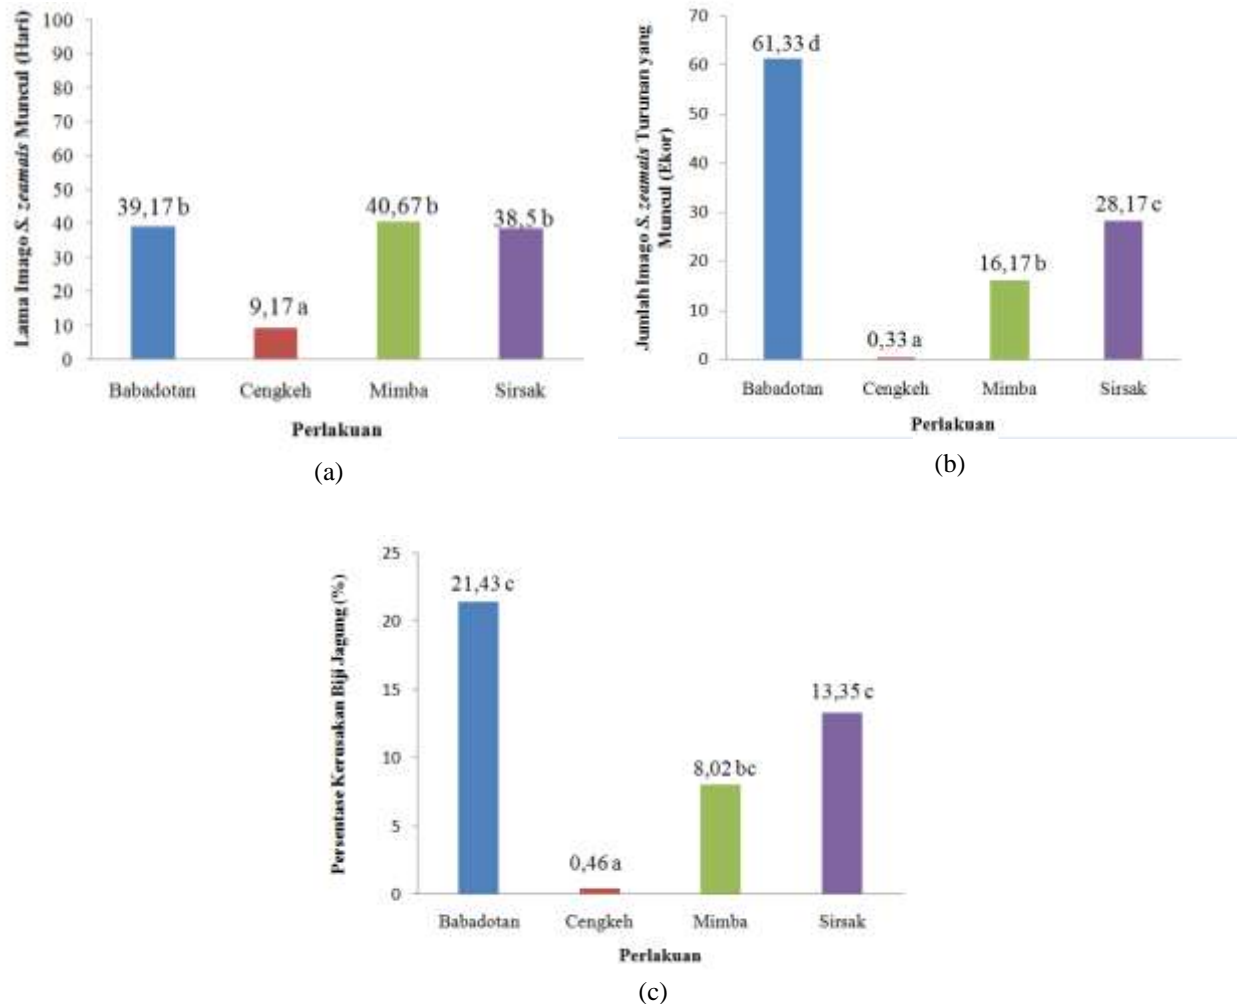 Lama Imago S. zeamais Muncul (Hari)
100
90
80
70
60
50
40
30
20
10
0
39,17 b
9,17 a
40,67 b
38,5 b
Babadotan Cengkeh Mimba Sirsak
Perlakuan
(a)
Jumlah Imago S. zeamais Turunan yang
Muncul (Ekor)
70
60
50
40
30
20
10
0
61,33 d
0,33 a
16,17 b
28,17 c
Babadotan Cengkeh Mimba Sirsak
Perlakuan
(b)
Persentase Kerusakan Biji Jagung (%)
25
20
15
10
5
0
21,43 c
0,46 a
8,02 bc
13,35 c
Babadotan Cengkeh Mimba Sirsak
Perlakuan
(c)